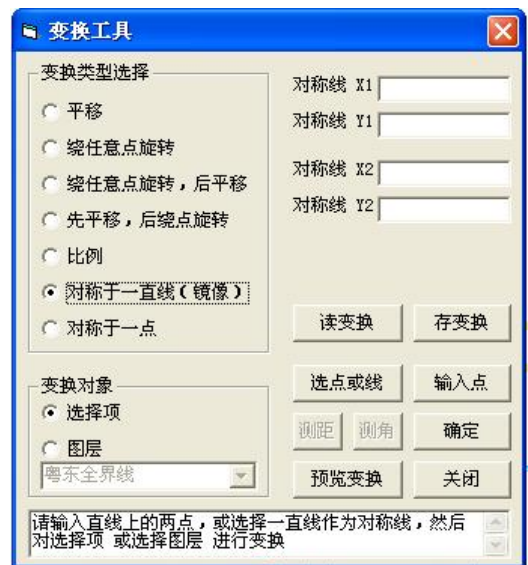 变换工具
变换类型选择
平移
绕任意点旋转
绕任意点旋转，后平移
先平移，后绕点旋转
比例
对称于一直线(镜像)
对称于一点
对称线 X1
对称线 Y1
对称线 X2
对称线 Y2
读变换 存变换
变换对象
选择项
图层
粤东全界线
选点或线 输入点
测距 测角 确定
预览变换 关闭
请输入直线上的两点，或选择一直线作为对称线，然后
对选择项 或选择图层 进行变换